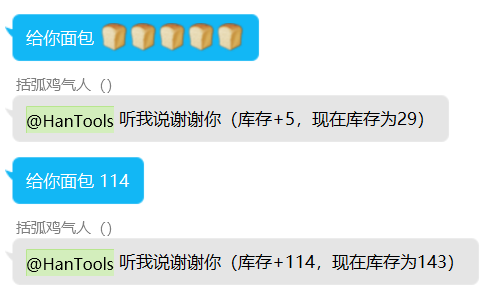 给你面包 🍞🍞🍞🍞🍞
括弧鸡气人（）
@HanTools 听我说谢谢你（库存+5，现在库存为29）
给你面包 114
括弧鸡气人（）
@HanTools 听我说谢谢你（库存+114，现在库存为143）